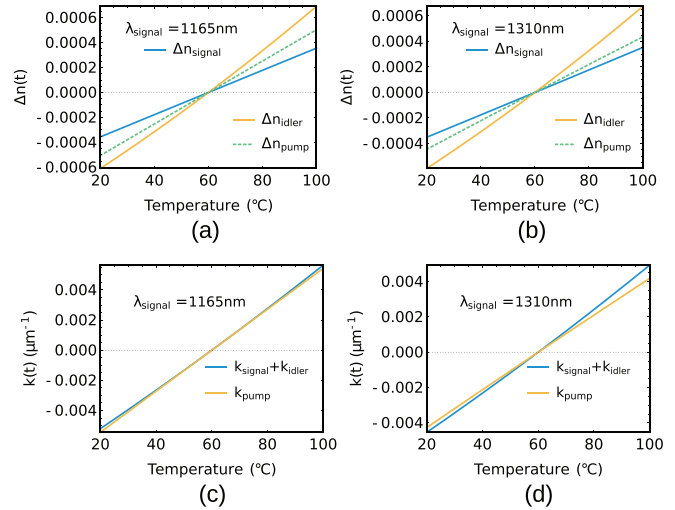 0.0006
0.0004
0.0002
0.0000
- 0.0002
- 0.0004
- 0.0006
Δn(t)
λsignal =1165nm
Δnsignal
Δnidler
Δnpump
20 40 60 80 100
Temperature (℃)
(a)
0.0006
0.0004
0.0002
0.0000
- 0.0002
- 0.0004
Δn(t)
λsignal =1310nm
Δnsignal
Δnidler
Δnpump
20 40 60 80 100
Temperature (℃)
(b)
0.004
0.002
0.000
- 0.002
- 0.004
k(t) (μm⁻¹)
λsignal =1165nm
ksignal+kidler
kpump
20 40 60 80 100
Temperature (℃)
(c)
0.004
0.002
0.000
- 0.002
- 0.004
k(t) (μm⁻¹)
λsignal =1310nm
ksignal+kidler
kpump
20 40 60 80 100
Temperature (℃)
(d)